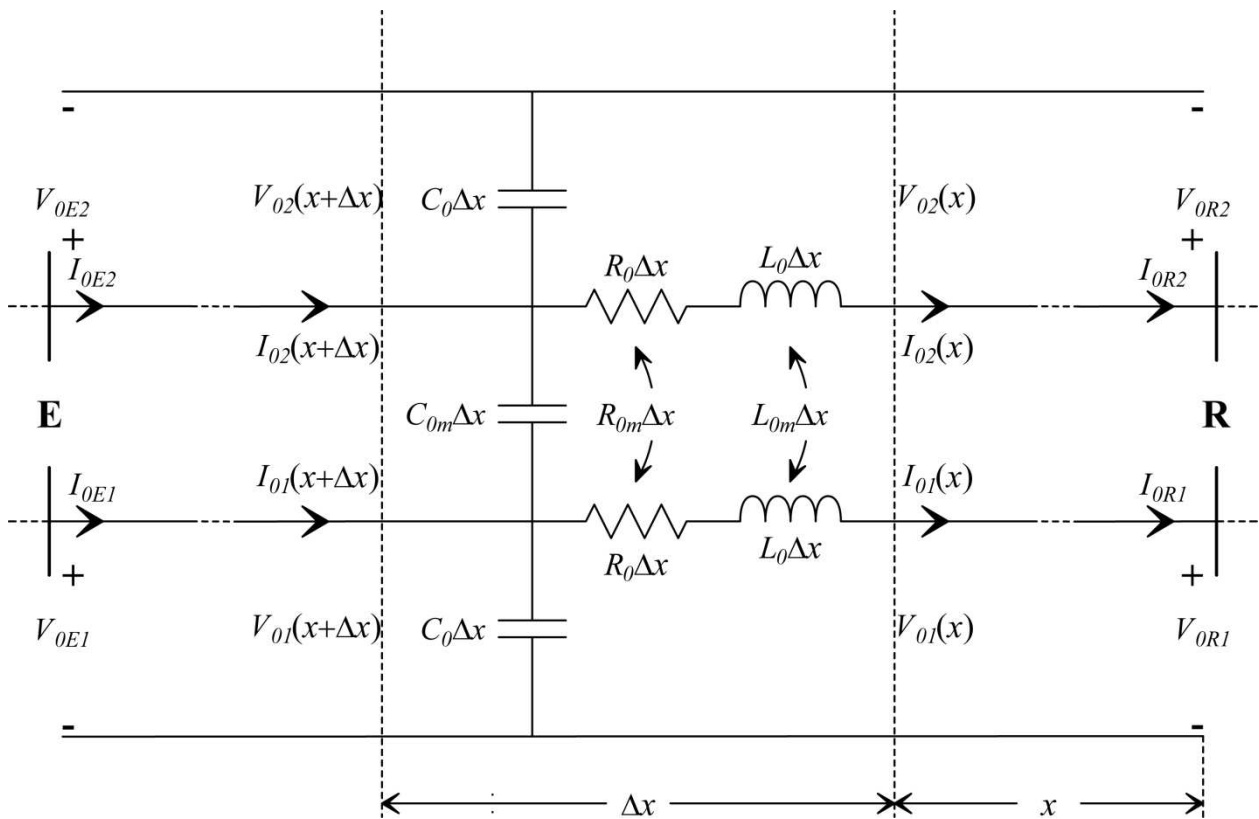 - -
V0E2 V02(x+Δx) C0Δx V02(x) V0R2
+ +
I0E2 R0Δx L0Δx I0R2
I02(x+Δx) I02(x)
E C0mΔx R0mΔx L0mΔx R
I0E1 I01(x+Δx) I01(x) I0R1
R0Δx L0Δx
+ +
V0E1 V01(x+Δx) C0Δx V01(x) V0R1
- -
Δx x